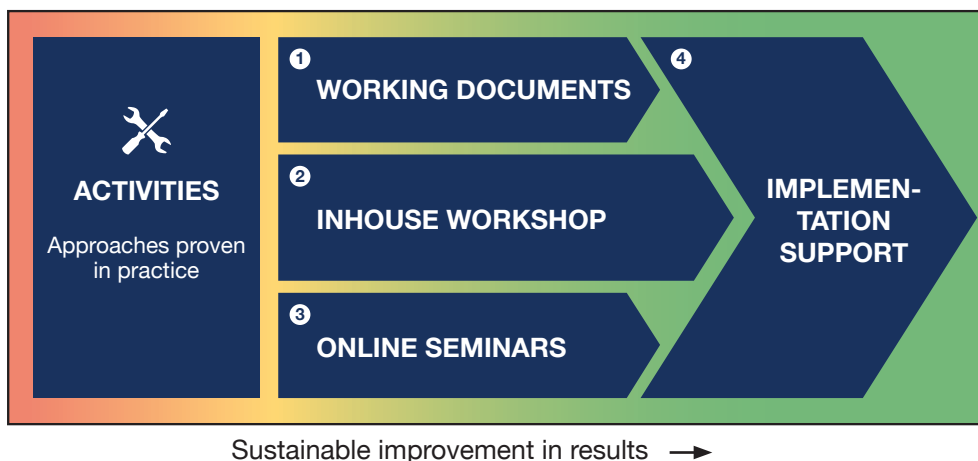 ACTIVITIES
Approaches proven
in practice
1
WORKING DOCUMENTS
2
INHOUSE WORKSHOP
3
ONLINE SEMINARS
4
IMPLEMEN-
TATION
SUPPORT
Sustainable improvement in results →